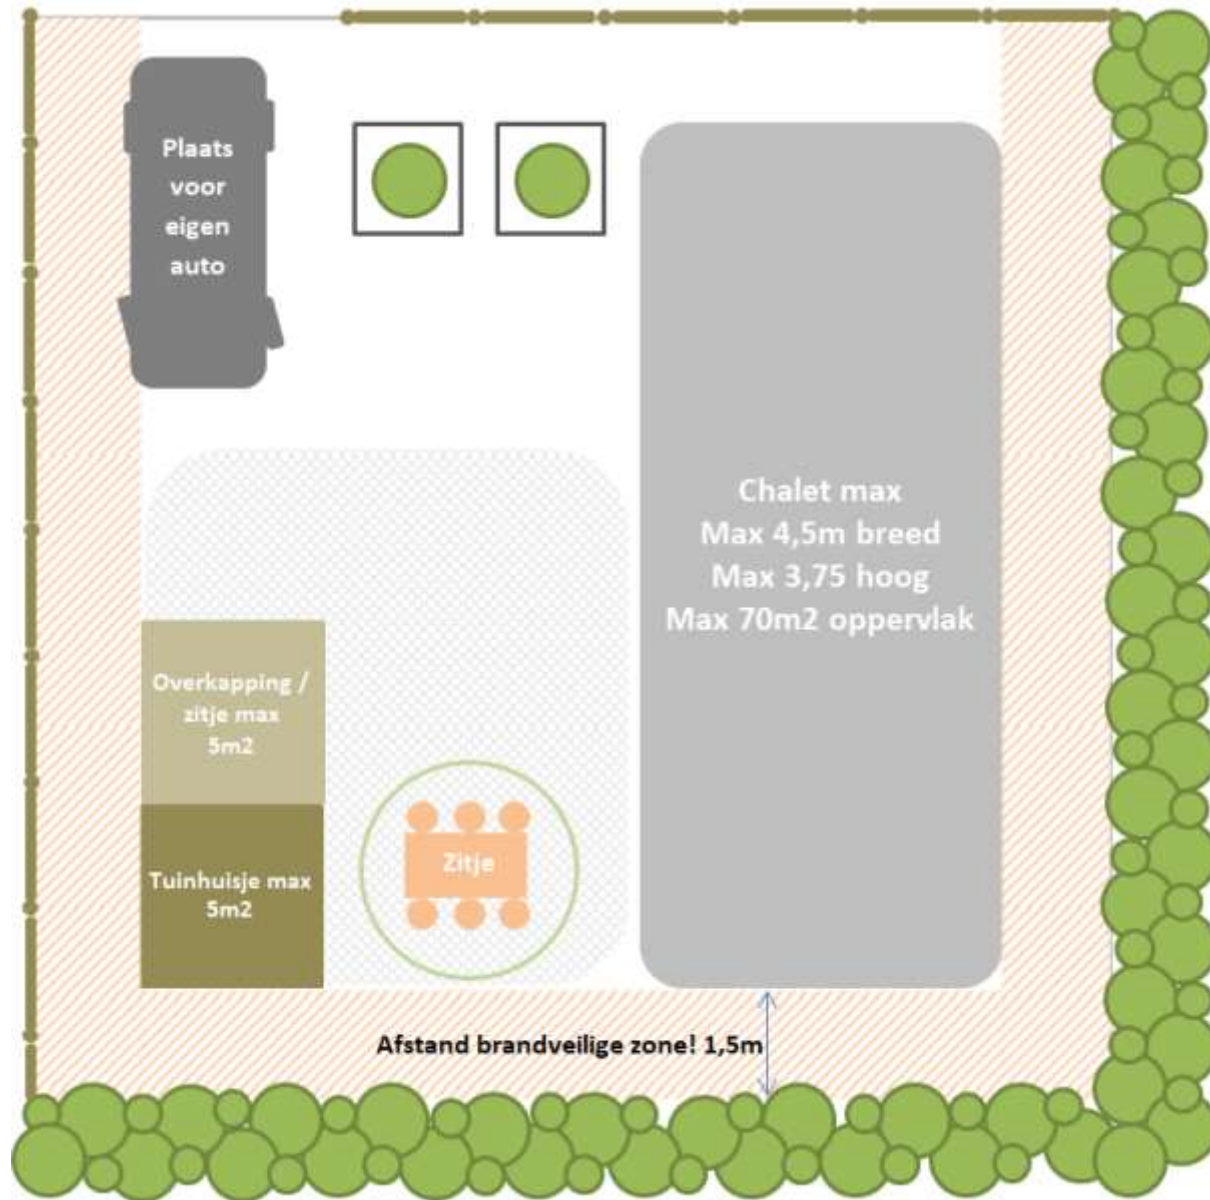 Plaats
voor
eigen
auto
Chalet max
Max 4,5m breed
Max 3,75 hoog
Max 70m2 oppervlak
Overkapping /
zitje max
5m2
Tuinhuisje max
5m2
Zitje
Afstand brandveilige zone! 1,5m